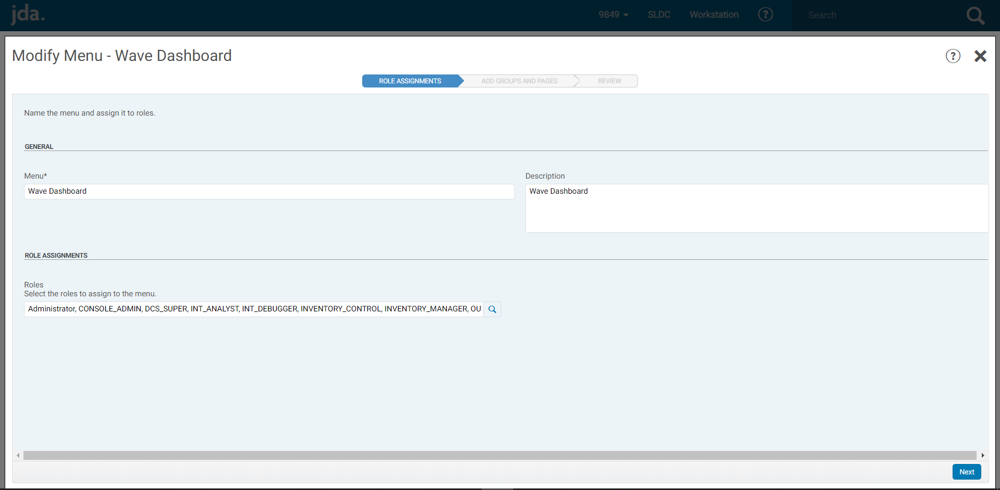 jda.
9849 SLDC Workstation ? Search
Modify Menu - Wave Dashboard
?
ROLE ASSIGNMENTS ADD GROUPS AND PAGES REVIEW
Name the menu and assign it to roles.
GENERAL
Menu* Description
Wave Dashboard Wave Dashboard
ROLE ASSIGNMENTS
Roles
Select the roles to assign to the menu.
Administrator, CONSOLE_ADMIN, DCS_SUPER, INT_ANALYST, INT_DEBUGGER, INVENTORY_CONTROL, INVENTORY_MANAGER, OU
Next